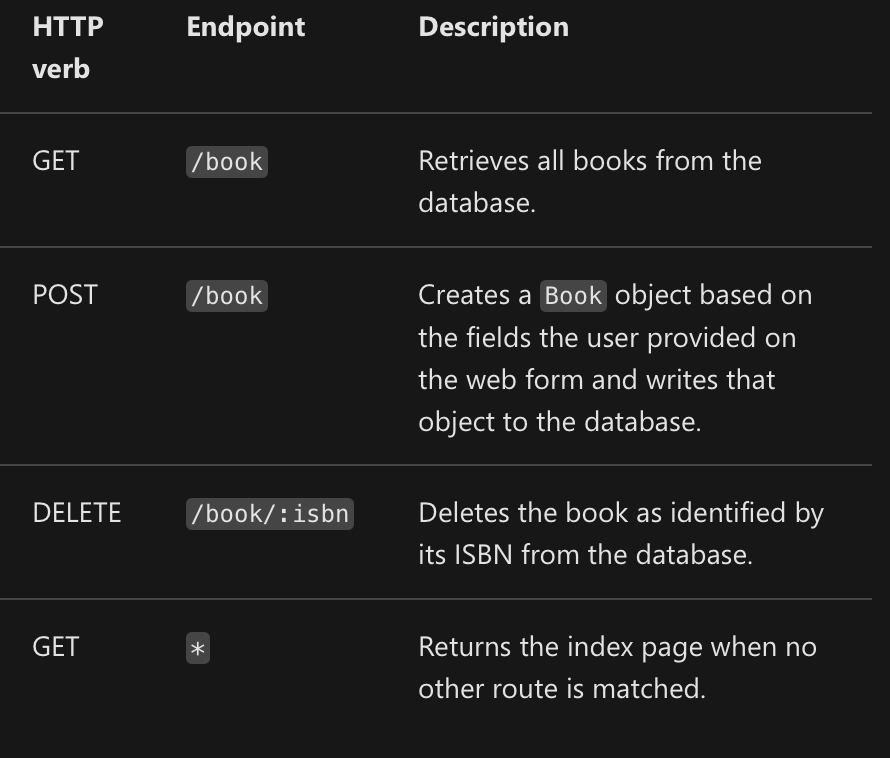 HTTP verb Endpoint Description
GET /book Retrieves all books from the
database.
POST /book Creates a Book object based on
the fields the user provided on
the web form and writes that
object to the database.
DELETE /book/:isbn Deletes the book as identified by
its ISBN from the database.
GET * Returns the index page when no
other route is matched.